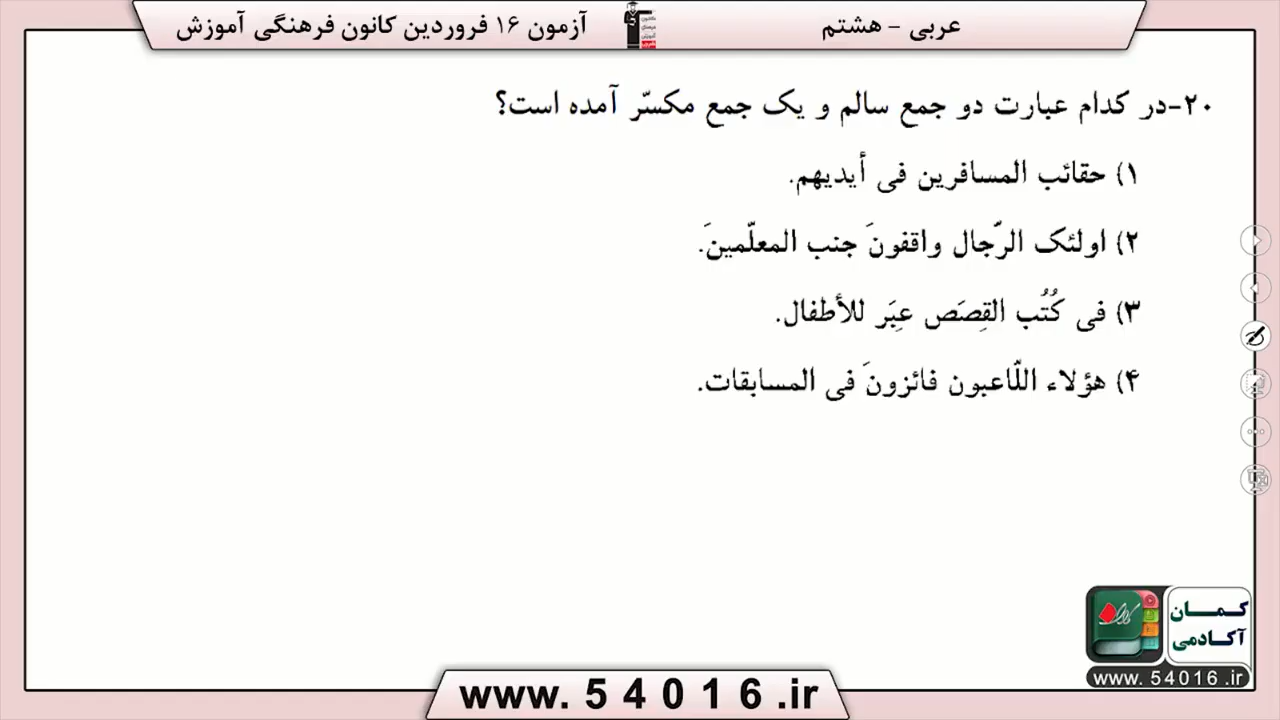 عربی - هشتم
آزمون ۱۶ فروردین کانون فرهنگی آموزش
۲۰-در کدام عبارت دو جمع سالم و یک جمع مکسّر آمده است؟
۱) حقائب المسافرین فی أیدیهم.
۲) اولئک الرّجال واقفونَ جنب المعلّمینَ.
۳) فی کُتُب القِصَص عِبَر للأطفال.
۴) هؤلاء اللّاعبون فائزونَ فی المسابقات.
کمان
آکادمی
www. 54016 .ir
www. 5 4 0 1 6 .ir